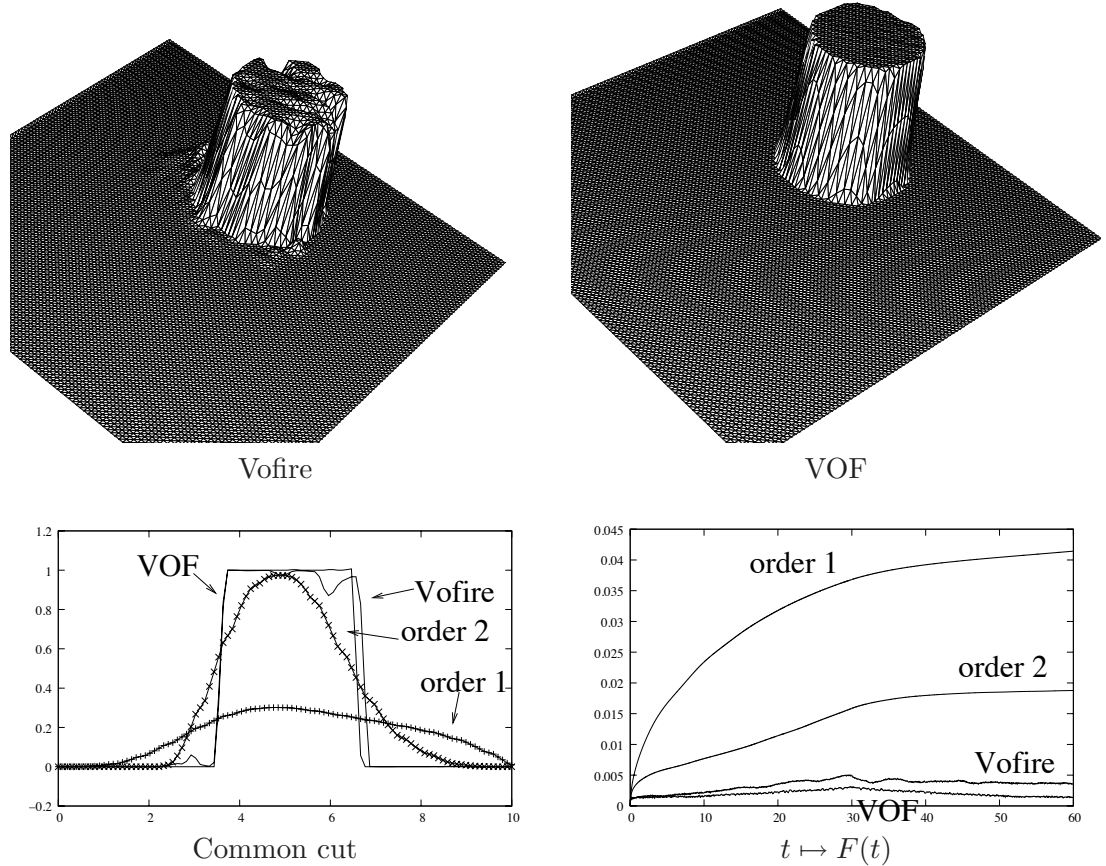 Vofire
VOF
1.2
1
0.8
0.6
0.4
0.2
0
−0.2
0
2
4
6
8
10
VOF
Vofire
order 2
order 1
Common cut
0.045
0.04
0.035
0.03
0.025
0.02
0.015
0.01
0.005
0
0
10
20
30
40
50
60
order 1
order 2
Vofire
VOF
t ↦ F(t)